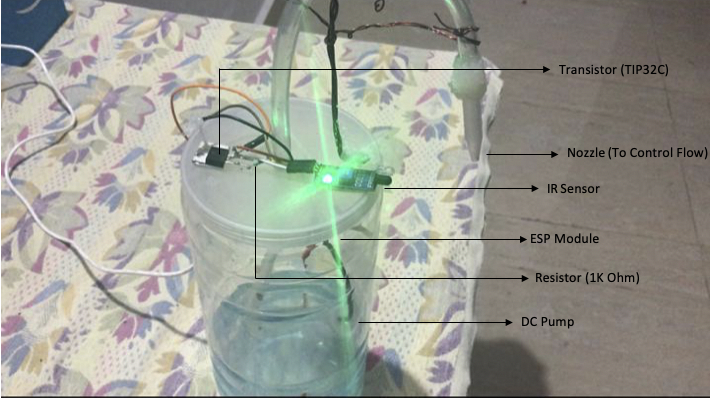 Transistor (TIP32C)
Nozzle (To Control Flow)
IR Sensor
ESP Module
Resistor (1K Ohm)
DC Pump